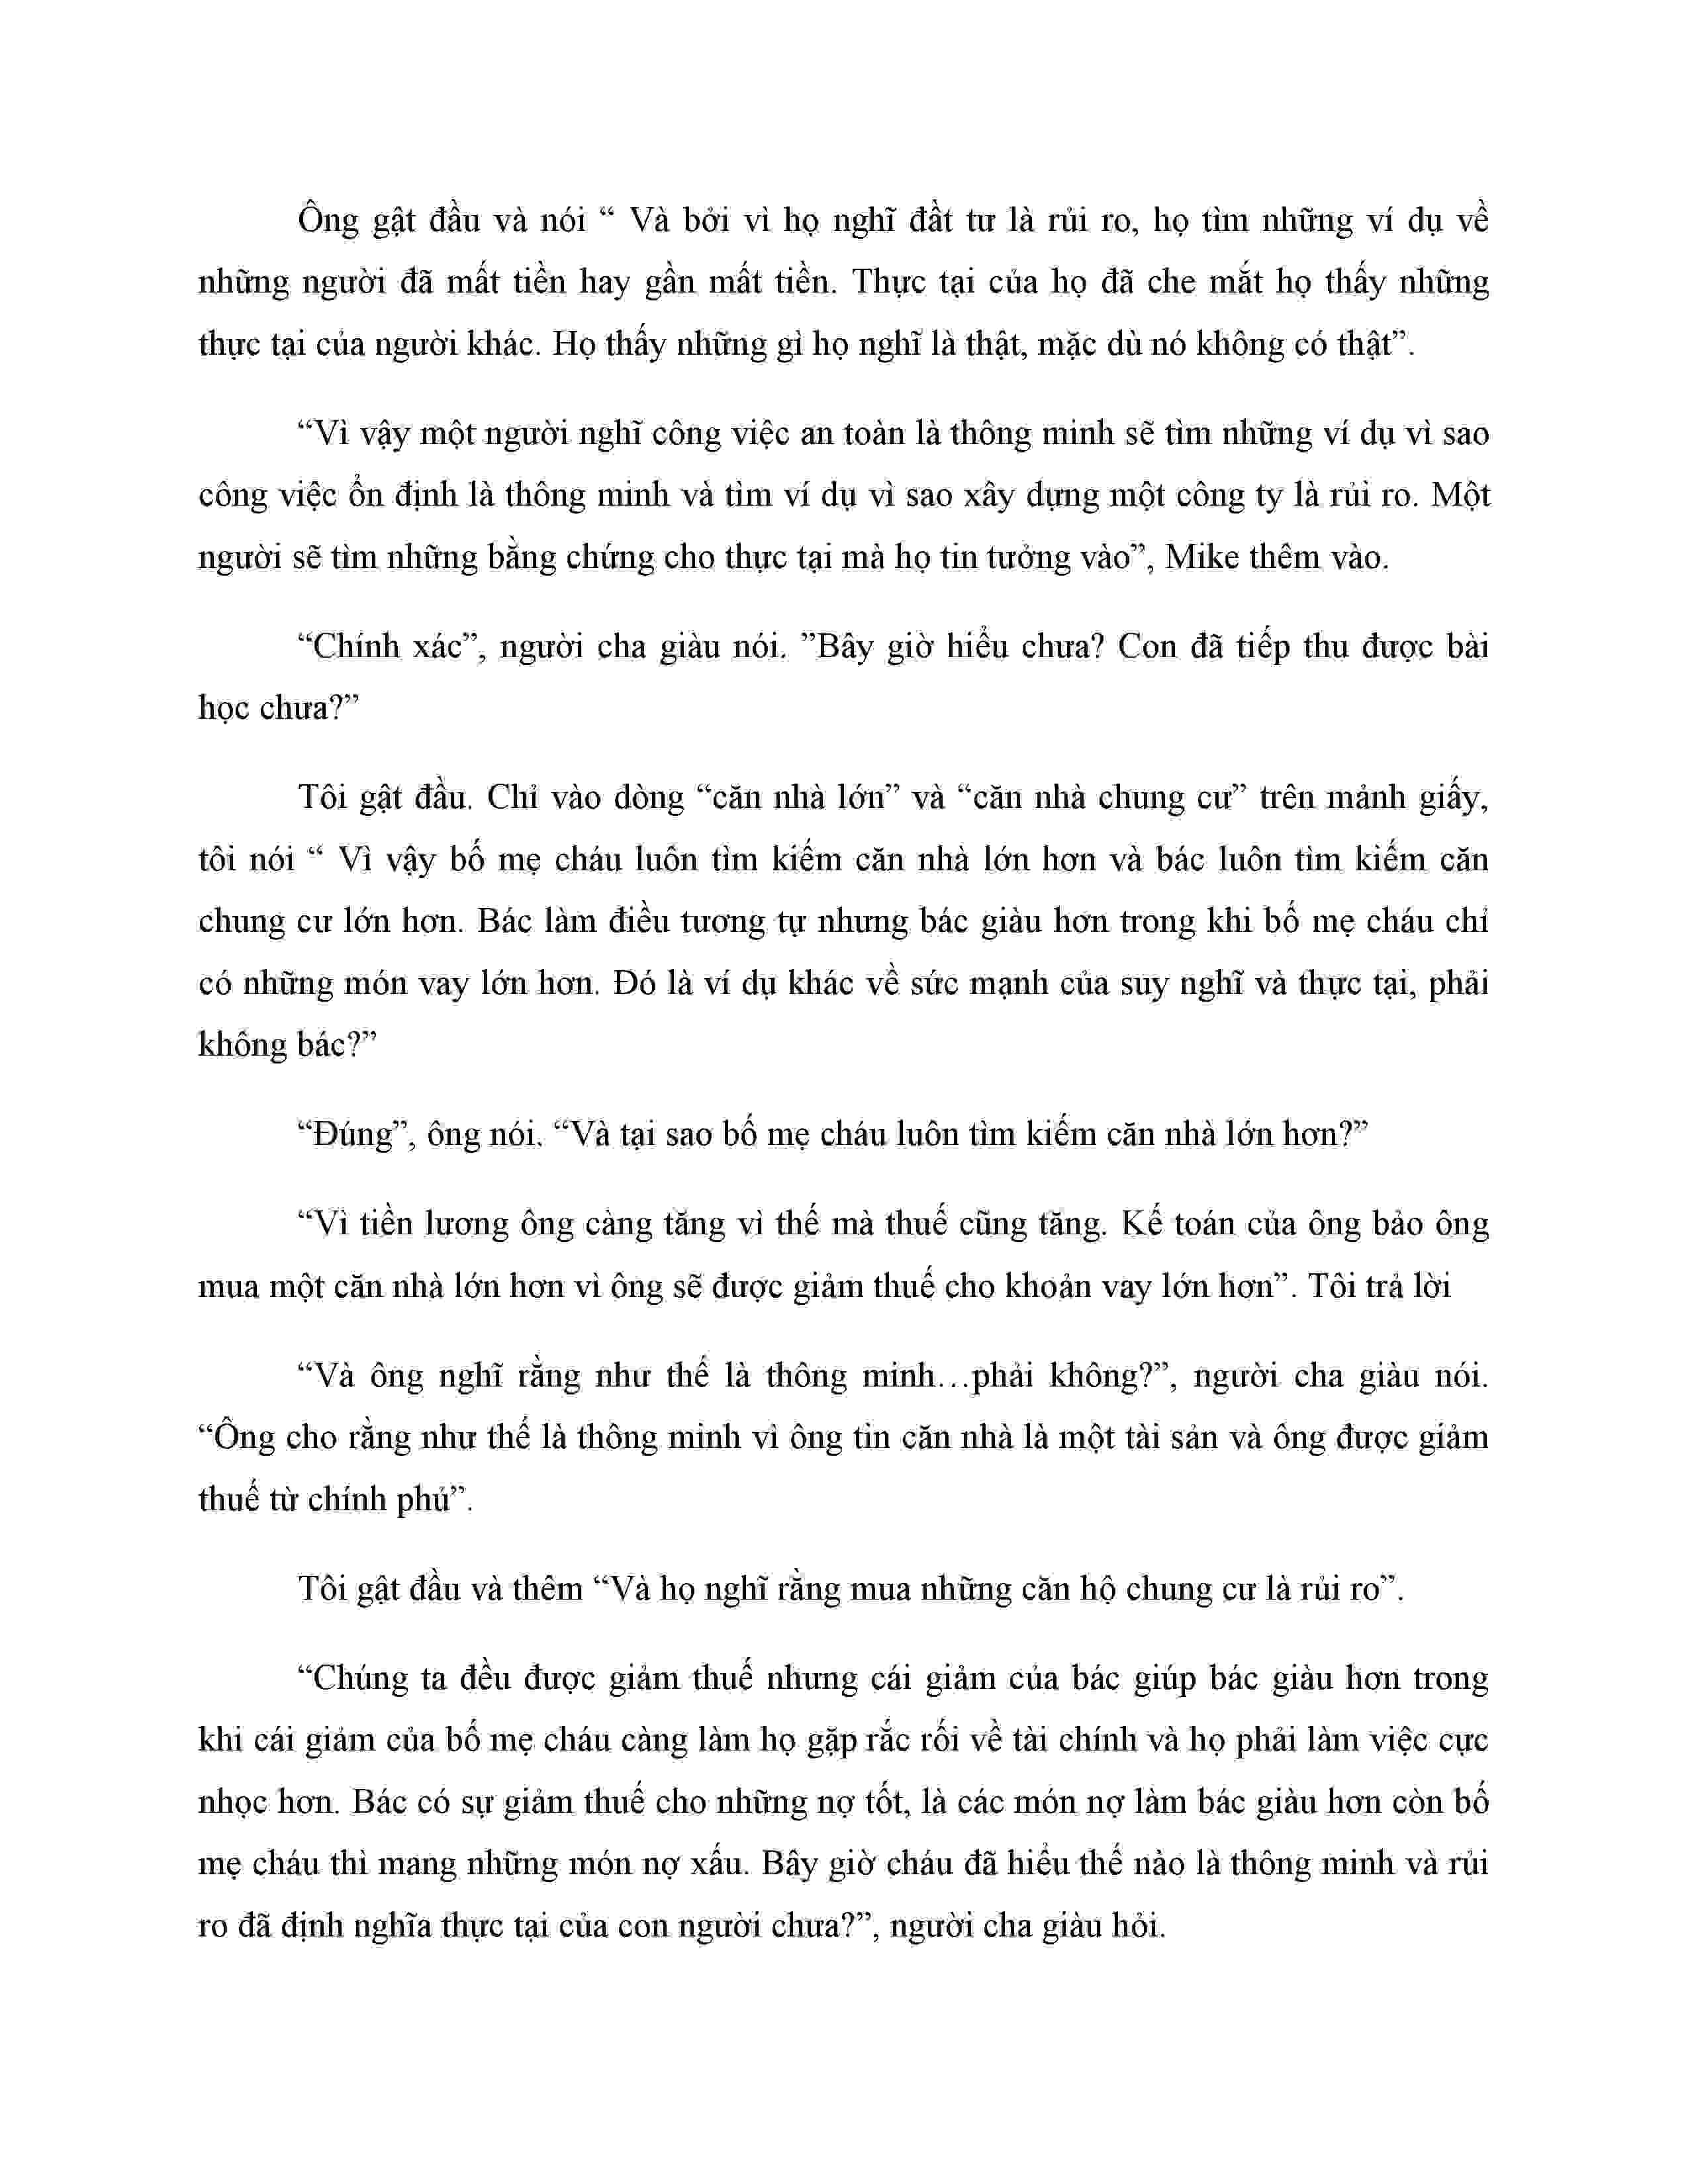 Ông gật đầu và nói “ Và bởi vì họ nghĩ đầt tư là rủi ro, họ tìm những ví dụ về
những người đã mất tiền hay gần mất tiền. Thực tại của họ đã che mắt họ thấy những
thực tại của người khác. Họ thấy những gì họ nghĩ là thật, mặc dù nó không có thật”.
“Vì vậy một người nghĩ công việc an toàn là thông minh sẽ tìm những ví dụ vì sao
công việc ổn định là thông minh và tìm ví dụ vì sao xây dựng một công ty là rủi ro. Một
người sẽ tìm những bằng chứng cho thực tại mà họ tin tưởng vào”, Mike thêm vào.
“Chính xác”, người cha giàu nói. ”Bây giờ hiểu chưa? Con đã tiếp thu được bài
học chưa?”
Tôi gật đầu. Chỉ vào dòng “căn nhà lớn” và “căn nhà chung cư” trên mảnh giấy,
tôi nói “ Vì vậy bố mẹ cháu luôn tìm kiếm căn nhà lớn hơn và bác luôn tìm kiếm căn
chung cư lớn hơn. Bác làm điều tương tự nhưng bác giàu hơn trong khi bố mẹ cháu chỉ
có những món vay lớn hơn. Đó là ví dụ khác về sức mạnh của suy nghĩ và thực tại, phải
không bác?”
“Đúng”, ông nói. “Và tại sao bố mẹ cháu luôn tìm kiếm căn nhà lớn hơn?”
“Vì tiền lương ông càng tăng vì thế mà thuế cũng tăng. Kế toán của ông bảo ông
mua một căn nhà lớn hơn vì ông sẽ được giảm thuế cho khoản vay lớn hơn”. Tôi trả lời
“Và ông nghĩ rằng như thế là thông minh…phải không?”, người cha giàu nói.
“Ông cho rằng như thế là thông minh vì ông tin căn nhà là một tài sản và ông được giảm
thuế từ chính phủ”.
Tôi gật đầu và thêm “Và họ nghĩ rằng mua những căn hộ chung cư là rủi ro”.
“Chúng ta đều được giảm thuế nhưng cái giảm của bác giúp bác giàu hơn trong
khi cái giảm của bố mẹ cháu càng làm họ gặp rắc rối về tài chính và họ phải làm việc cực
nhọc hơn. Bác có sự giảm thuế cho những nợ tốt, là các món nợ làm bác giàu hơn còn bố
mẹ cháu thì mang những món nợ xấu. Bây giờ cháu đã hiểu thế nào là thông minh và rủi
ro đã định nghĩa thực tại của con người chưa?”, người cha giàu hỏi.